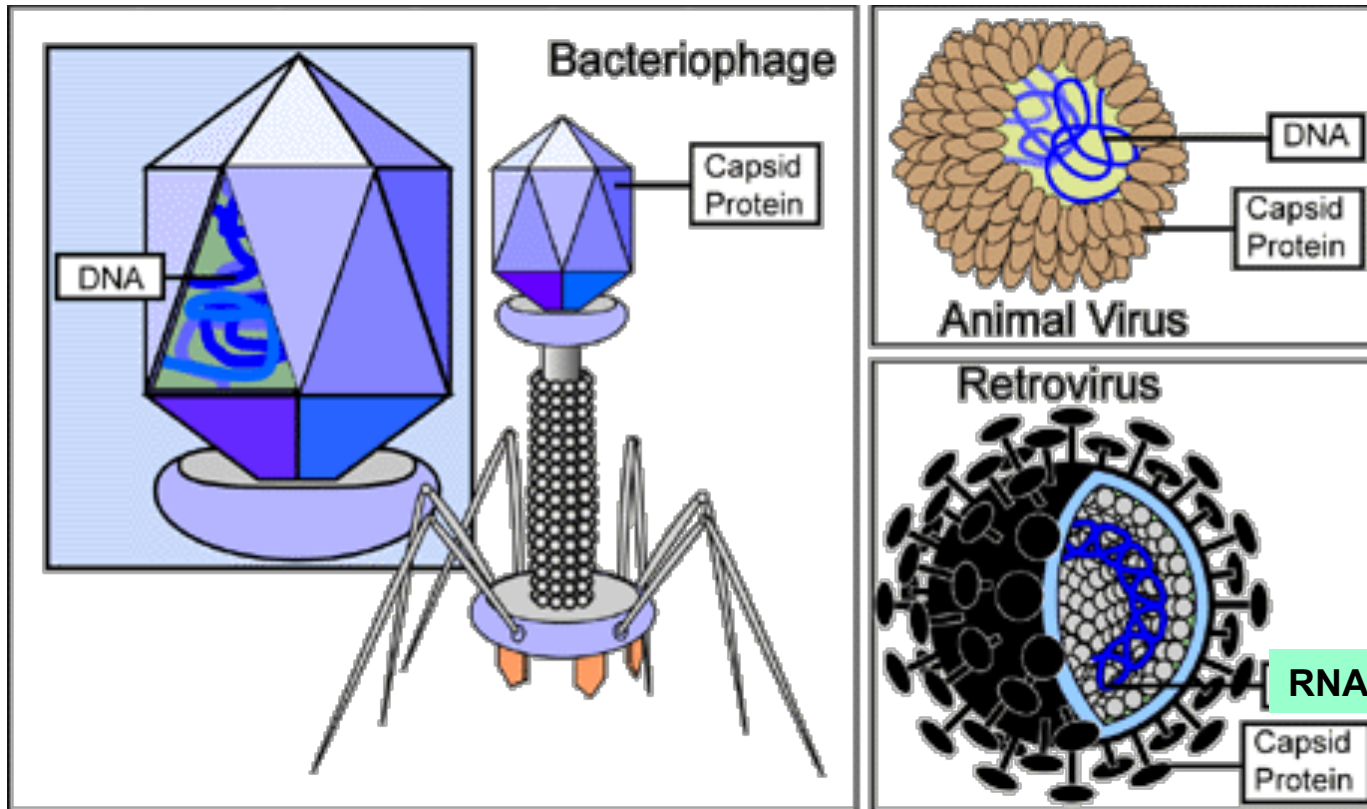 Bacteriophage
DNA
Capsid
Protein
DNA
Capsid
Protein
Animal Virus
Retrovirus
RNA
Capsid
Protein